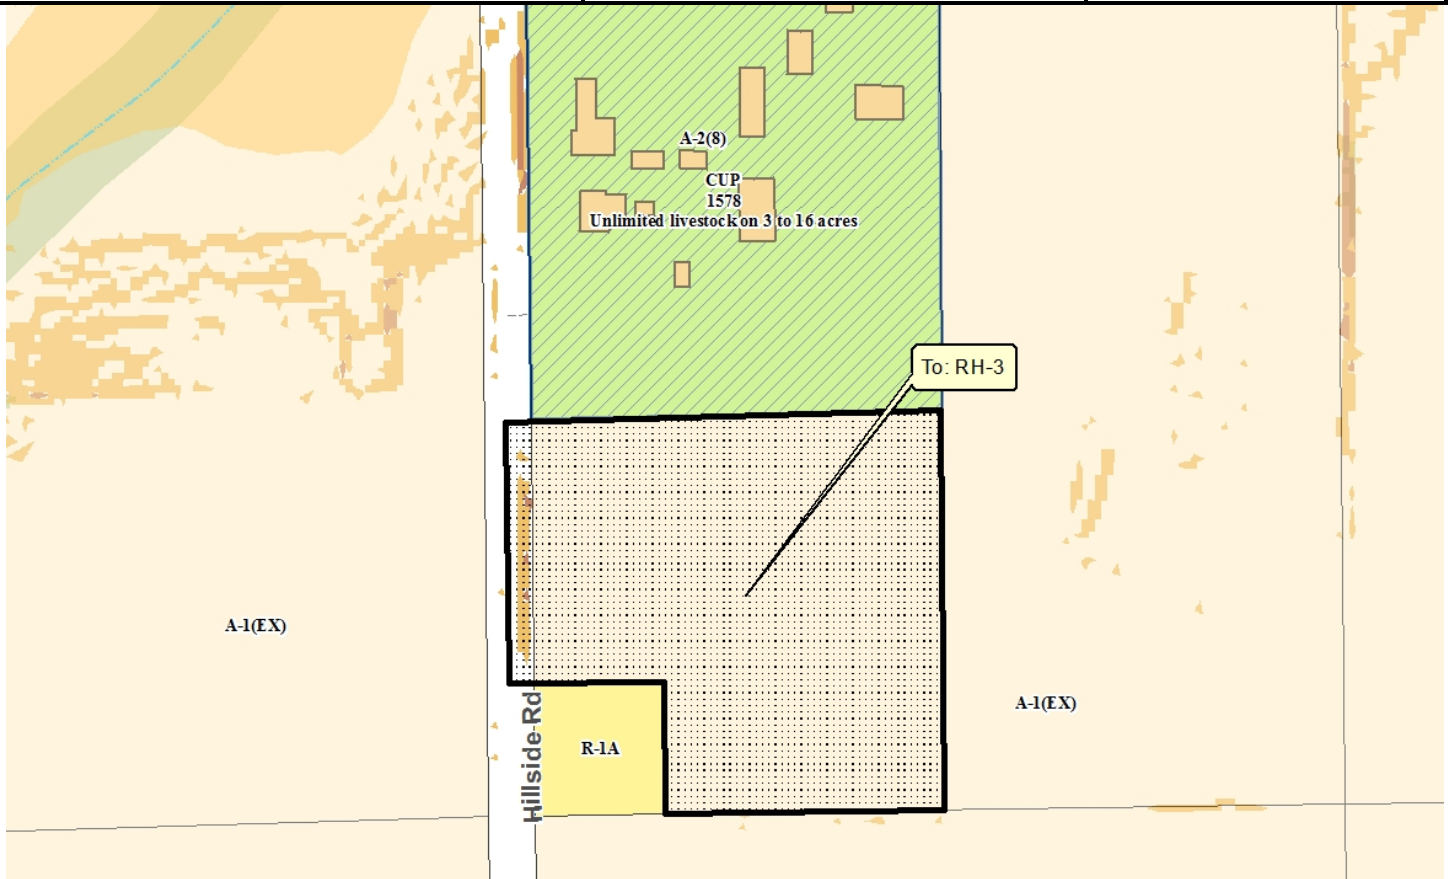 A-2(8)
CUP
1578
Unlimited livestock on 3 to 16 acres
To: RH-3
A-1(EX)
A-1(EX)
R-1A
Hillside Rd